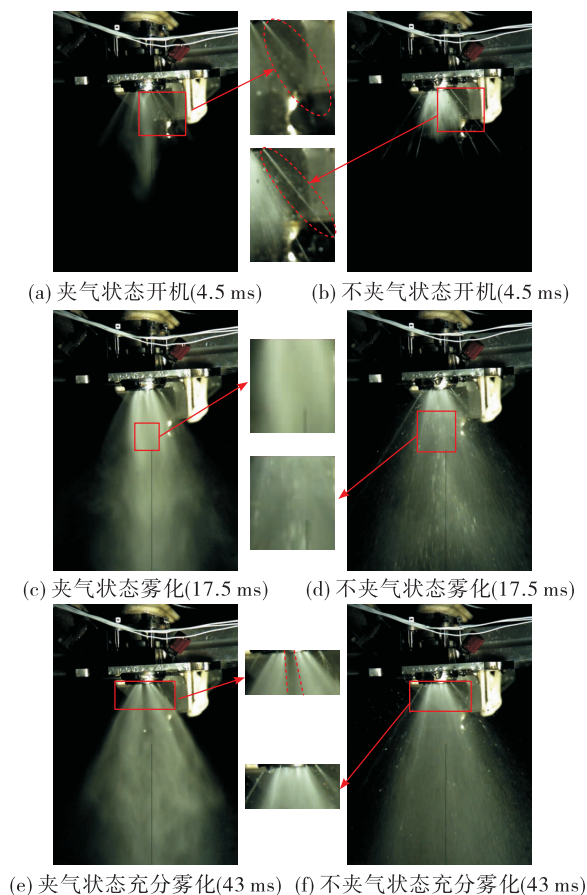 (a) 夹气状态开机(4.5 ms)
(b) 不夹气状态开机(4.5 ms)
(c) 夹气状态雾化(17.5 ms)
(d) 不夹气状态雾化(17.5 ms)
(e) 夹气状态充分雾化(43 ms)
(f) 不夹气状态充分雾化(43 ms)